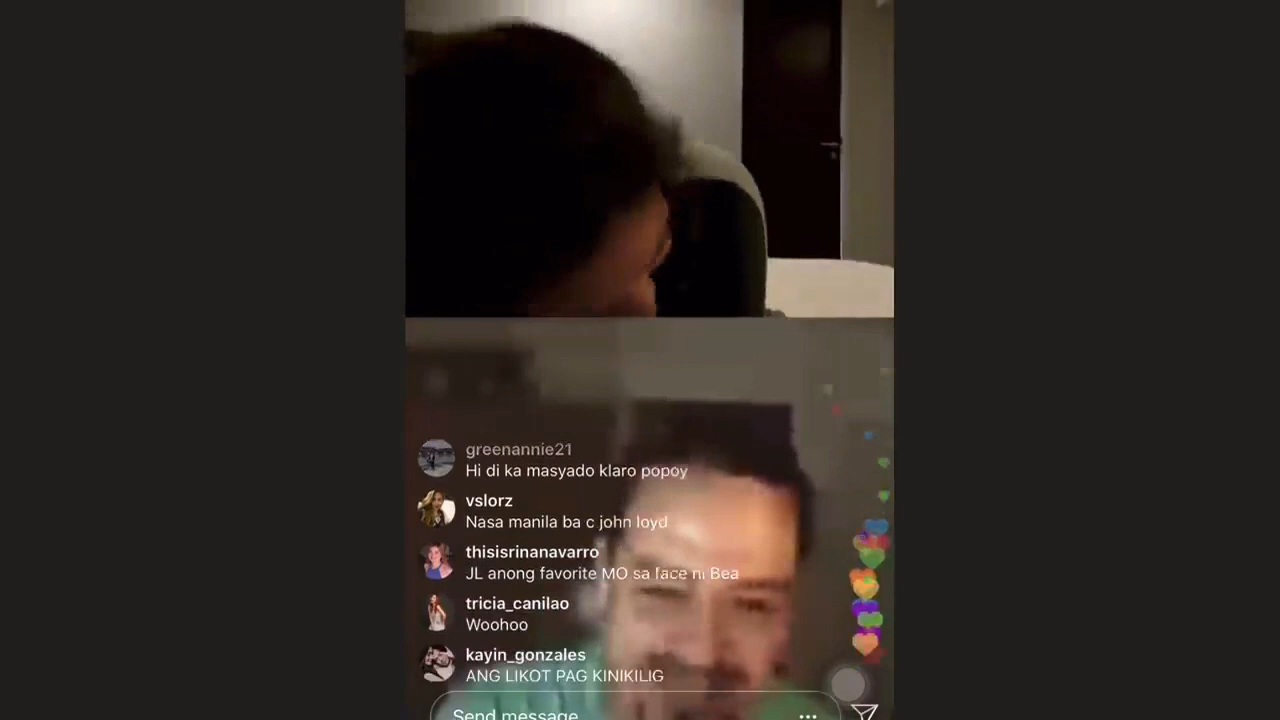 greenannie21
Hi di ka masyado klaro popoy
vslorz
Nasa manila ba c john loyd
thisisrinanavarro
JL anong favorite MO sa face ni Bea
tricia_canilao
Woohoo
kayin_gonzales
ANG LIKOT PAG KINIKILIG
Send message